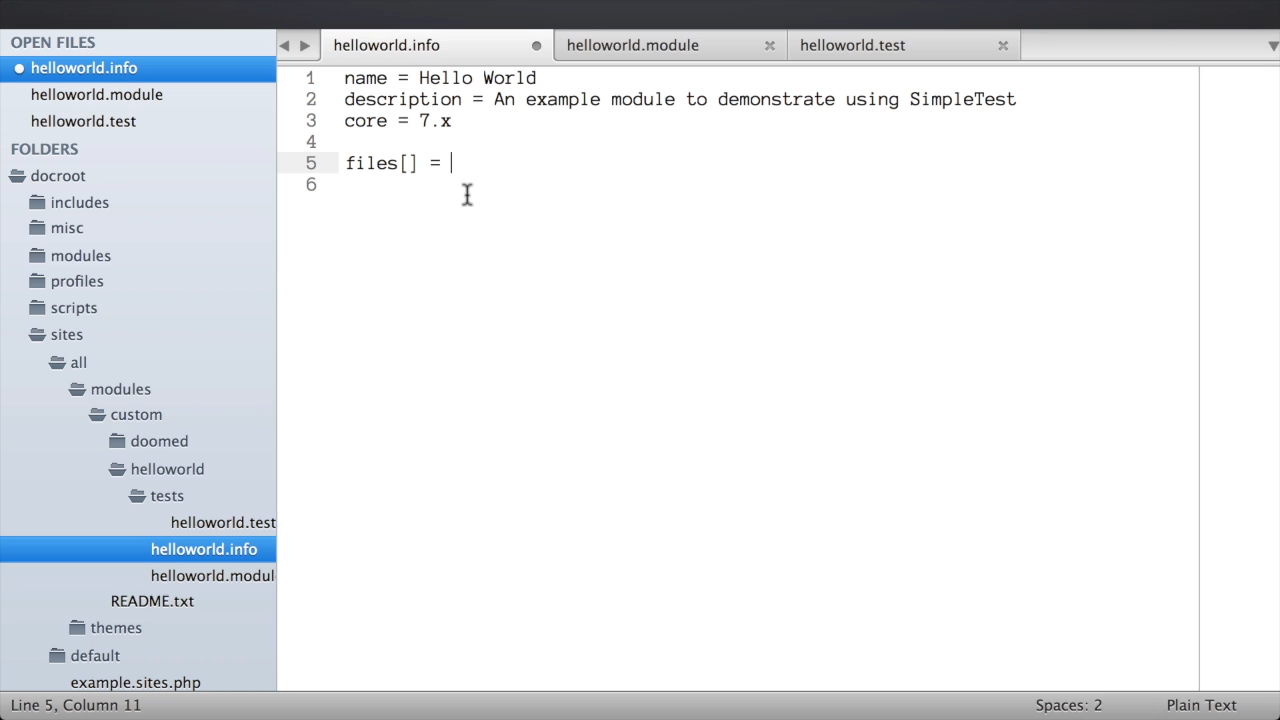 OPEN FILES
helloworld.info
helloworld.module
helloworld.test
FOLDERS
docroot
includes
misc
modules
profiles
scripts
sites
all
modules
custom
doomed
helloworld
tests
helloworld.test
helloworld.info
helloworld.modul
README.txt
themes
default
example.sites.php
helloworld.info
helloworld.module
helloworld.test
1 name = Hello World
2 description = An example module to demonstrate using SimpleTest
3 core = 7.x
4
5 files[] =
6
Line 5, Column 11
Spaces: 2
Plain Text